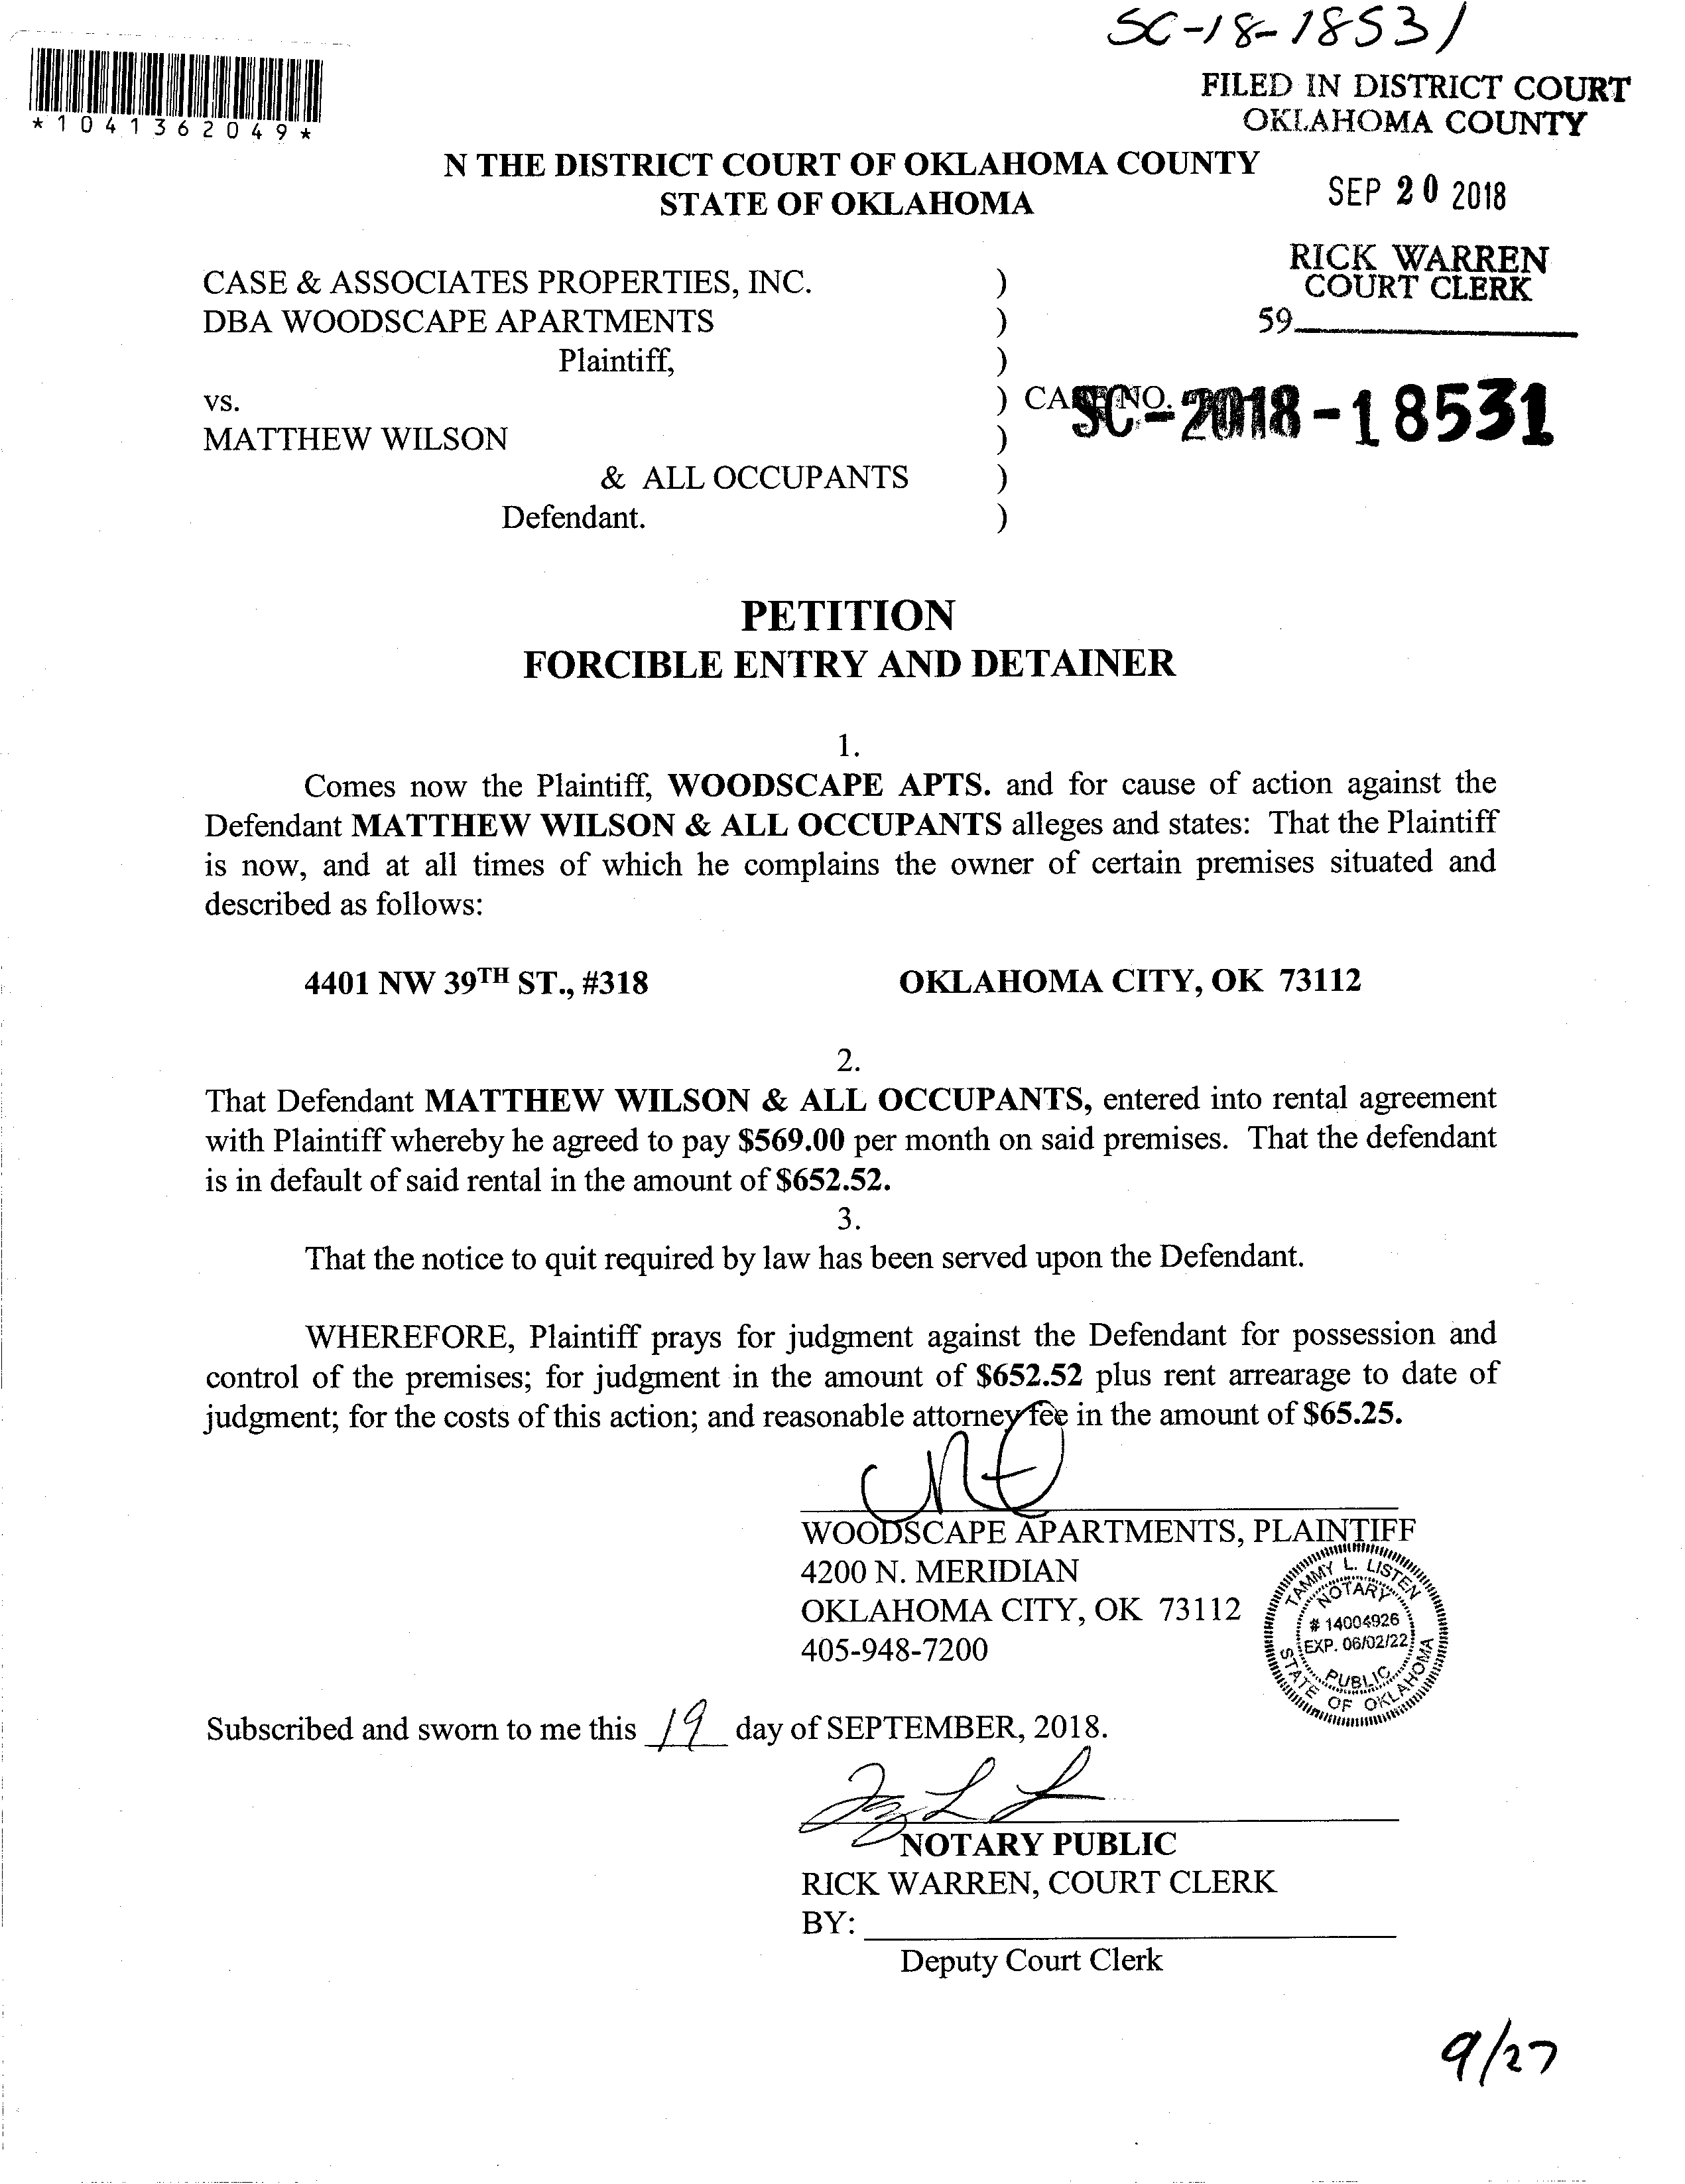 SC-18-18531
*1041362049*
FILED IN DISTRICT COURT
OKLAHOMA COUNTY
N THE DISTRICT COURT OF OKLAHOMA COUNTY
STATE OF OKLAHOMA
SEP 20 2018
RICK WARREN
COURT CLERK
59
CASE & ASSOCIATES PROPERTIES, INC. )
DBA WOODSCAPE APARTMENTS )
Plaintiff, )
vs. ) CASE NO. SC-2018-18531
MATTHEW WILSON )
& ALL OCCUPANTS )
Defendant. )
PETITION
FORCIBLE ENTRY AND DETAINER
1.
Comes now the Plaintiff, WOODSCAPE APTS. and for cause of action against the
Defendant MATTHEW WILSON & ALL OCCUPANTS alleges and states: That the Plaintiff
is now, and at all times of which he complains the owner of certain premises situated and
described as follows:
4401 NW 39TH ST., #318 OKLAHOMA CITY, OK 73112
2.
That Defendant MATTHEW WILSON & ALL OCCUPANTS, entered into rental agreement
with Plaintiff whereby he agreed to pay $569.00 per month on said premises. That the defendant
is in default of said rental in the amount of $652.52.
3.
That the notice to quit required by law has been served upon the Defendant.
WHEREFORE, Plaintiff prays for judgment against the Defendant for possession and
control of the premises; for judgment in the amount of $652.52 plus rent arrearage to date of
judgment; for the costs of this action; and reasonable attorney fee in the amount of $65.25.
WOODSCAPE APARTMENTS, PLAINTIFF
4200 N. MERIDIAN
OKLAHOMA CITY, OK 73112
405-948-7200
TAMMY L. LISTEN
NOTARY
# 14004926
EXP. 06/02/22
PUBLIC
STATE OF OKLAHOMA
Subscribed and sworn to me this 19 day of SEPTEMBER, 2018.
NOTARY PUBLIC
RICK WARREN, COURT CLERK
BY:
Deputy Court Clerk
9/27